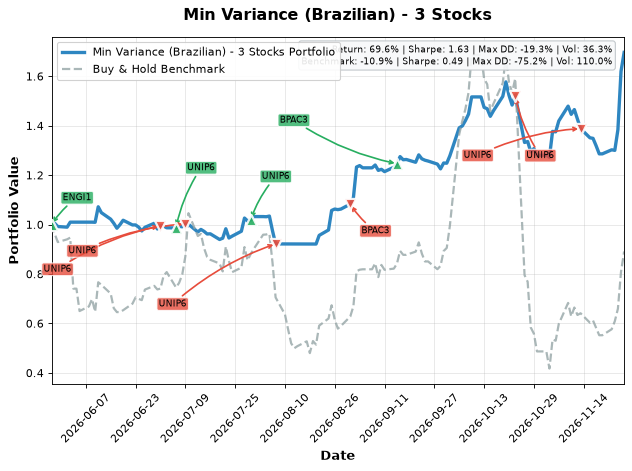 Min Variance (Brazilian) - 3 Stocks
Min Variance (Brazilian) - 3 Stocks Portfolio
Buy & Hold Benchmark
turn: 69.6% | Sharpe: 1.63 | Max DD: -19.3% | Vol: 36.3%
Benchmark: -10.9% | Sharpe: 0.49 | Max DD: -75.2% | Vol: 110.0%
1.6
1.4
1.2
1.0
0.8
0.6
0.4
Portfolio Value
BPAC3
UNIP6
UNIP6
UNIP6
UNIP6
ENGI1
UNIP6
BPAC3
UNIP6
UNIP6
UNIP6
2026-06-07
2026-06-23
2026-07-09
2026-07-25
2026-08-10
2026-08-26
2026-09-11
2026-09-27
2026-10-13
2026-10-29
2026-11-14
Date